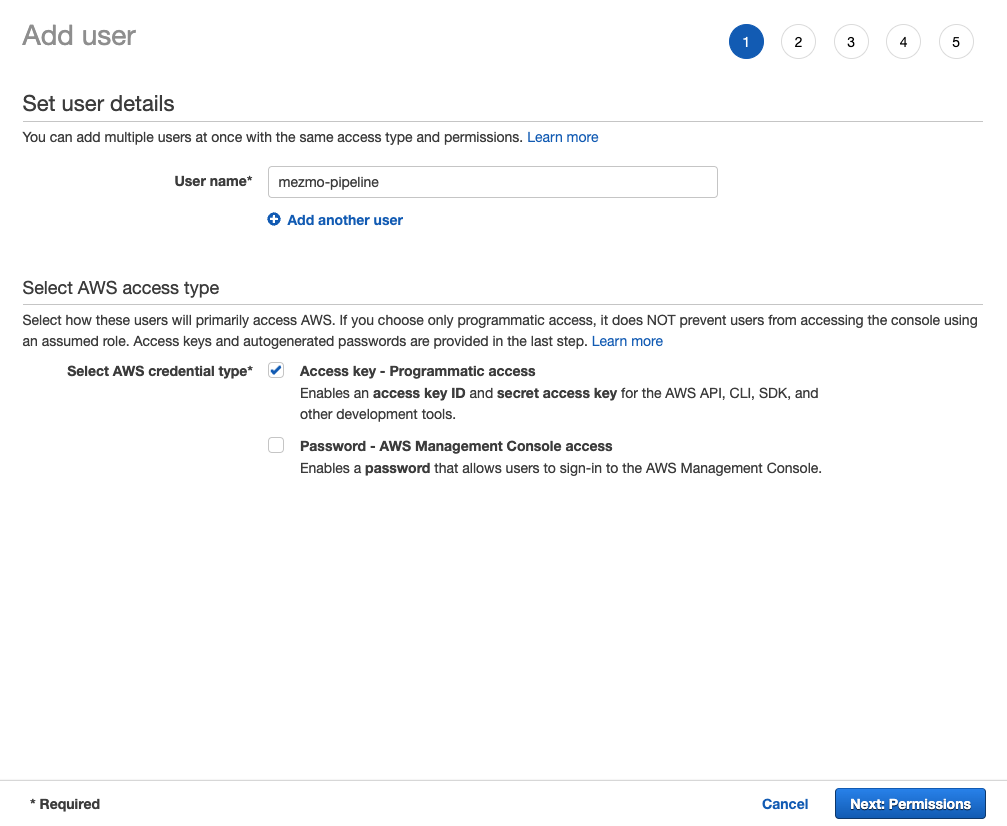 Add user
1 2 3 4 5
Set user details
You can add multiple users at once with the same access type and permissions. Learn more
User name* mezmo-pipeline
Add another user
Select AWS access type
Select how these users will primarily access AWS. If you choose only programmatic access, it does NOT prevent users from accessing the console using
an assumed role. Access keys and autogenerated passwords are provided in the last step. Learn more
Select AWS credential type* Access key - Programmatic access
Enables an access key ID and secret access key for the AWS API, CLI, SDK, and
other development tools.
Password - AWS Management Console access
Enables a password that allows users to sign-in to the AWS Management Console.
* Required Cancel Next: Permissions